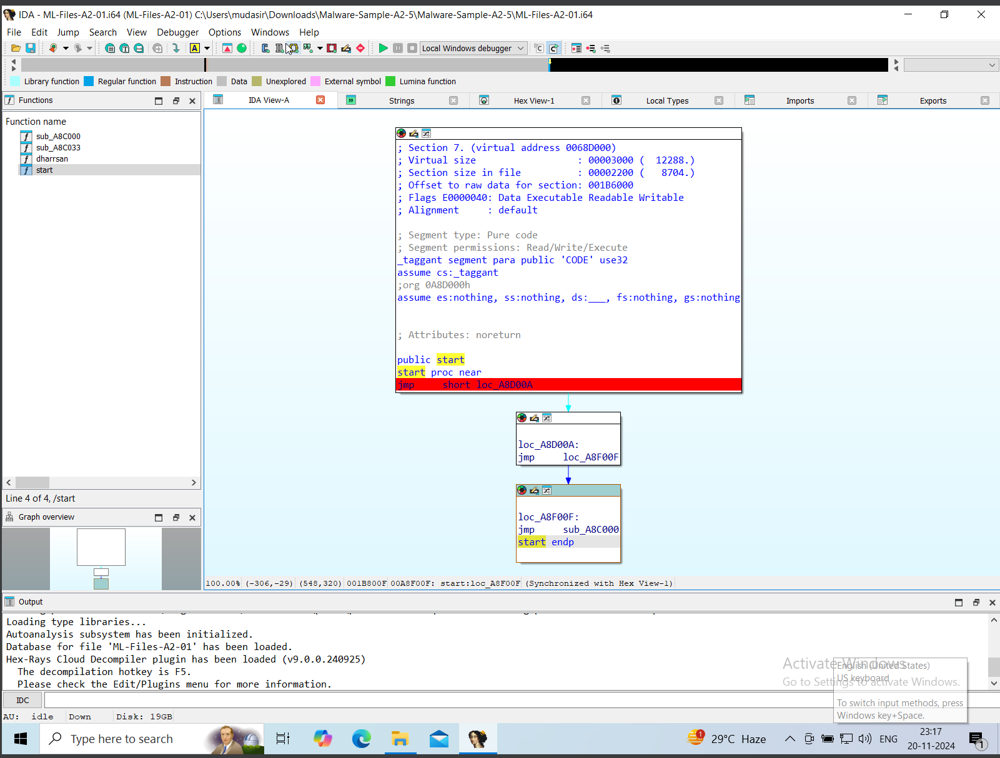 IDA - ML-Files-A2-01.i64 (ML-Files-A2-01) C:\Users\mudasir\Downloads\Malware-Sample-A2-5\Malware-Sample-A2-5\ML-Files-A2-01.i64
File Edit Jump Search View Debugger Options Windows Help
Local Windows debugger
Library function Regular function Instruction Data Unexplored External symbol Lumina function
Functions
IDA View-A Strings Hex View-1 Local Types Imports Exports
Function name
sub_A8C000
sub_A8C033
dharrsan
start
Line 4 of 4, /start
Graph overview
; Section 7. (virtual address 0068D000)
; Virtual size : 00003000 ( 12288.)
; Section size in file : 00002200 ( 8704.)
; Offset to raw data for section: 001B6000
; Flags E0000040: Data Executable Readable Writable
; Alignment : default
; Segment type: Pure code
; Segment permissions: Read/Write/Execute
_taggant segment para public 'CODE' use32
assume cs:_taggant
;org 0A8D000h
assume es:nothing, ss:nothing, ds:___, fs:nothing, gs:nothing
; Attributes: noreturn
public start
start proc near
jmp short loc_A8D00A
loc_A8D00A:
jmp loc_A8F00F
loc_A8F00F:
jmp sub_A8C000
start endp
100.00% (-306,-29) (548,320) 001B800F 00A8F00F: start:loc_A8F00F (Synchronized with Hex View-1)
Output
Loading type libraries...
Autoanalysis subsystem has been initialized.
Database for file 'ML-Files-A2-01' has been loaded.
Hex-Rays Cloud Decompiler plugin has been loaded (v9.0.0.240925)
The decompilation hotkey is F5.
Please check the Edit/Plugins menu for more information.
IDC
AU: idle Down Disk: 19GB
Activate Windows
Go to Settings to activate Windows.
English (United States)
US keyboard
To switch input methods, press
Windows key+Space.
Type here to search
1
29°C Haze
ENG
23:17
20-11-2024
1